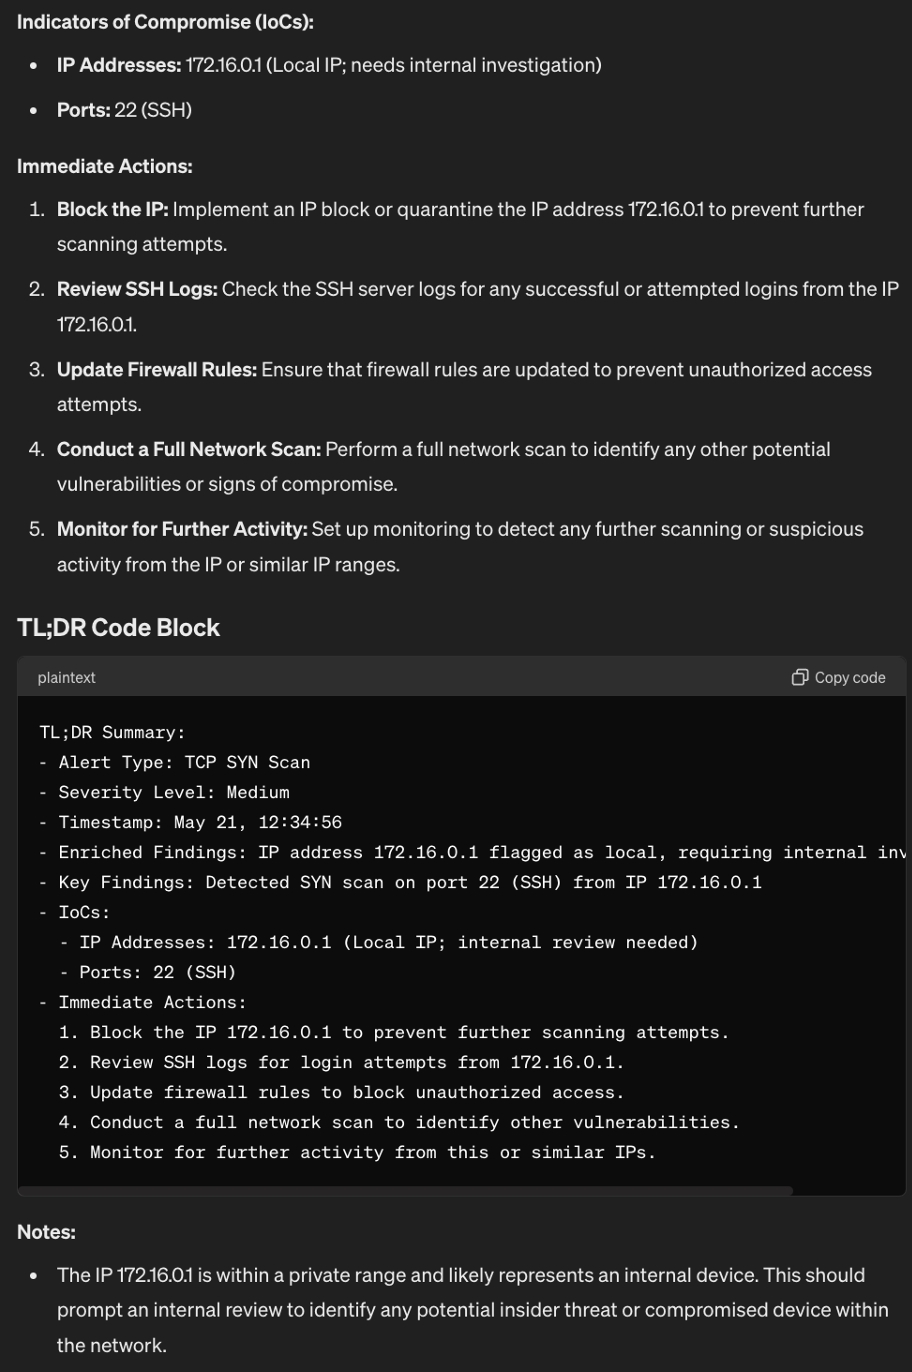 Indicators of Compromise (IoCs):
• IP Addresses: 172.16.0.1 (Local IP; needs internal investigation)
• Ports: 22 (SSH)
Immediate Actions:
1. Block the IP: Implement an IP block or quarantine the IP address 172.16.0.1 to prevent further
scanning attempts.
2. Review SSH Logs: Check the SSH server logs for any successful or attempted logins from the IP
172.16.0.1.
3. Update Firewall Rules: Ensure that firewall rules are updated to prevent unauthorized access
attempts.
4. Conduct a Full Network Scan: Perform a full network scan to identify any other potential
vulnerabilities or signs of compromise.
5. Monitor for Further Activity: Set up monitoring to detect any further scanning or suspicious
activity from the IP or similar IP ranges.
TL;DR Code Block
plaintext Copy code
TL;DR Summary:
- Alert Type: TCP SYN Scan
- Severity Level: Medium
- Timestamp: May 21, 12:34:56
- Enriched Findings: IP address 172.16.0.1 flagged as local, requiring internal inv
- Key Findings: Detected SYN scan on port 22 (SSH) from IP 172.16.0.1
- IoCs:
- IP Addresses: 172.16.0.1 (Local IP; internal review needed)
- Ports: 22 (SSH)
- Immediate Actions:
1. Block the IP 172.16.0.1 to prevent further scanning attempts.
2. Review SSH logs for login attempts from 172.16.0.1.
3. Update firewall rules to block unauthorized access.
4. Conduct a full network scan to identify other vulnerabilities.
5. Monitor for further activity from this or similar IPs.
Notes:
• The IP 172.16.0.1 is within a private range and likely represents an internal device. This should
prompt an internal review to identify any potential insider threat or compromised device within
the network.